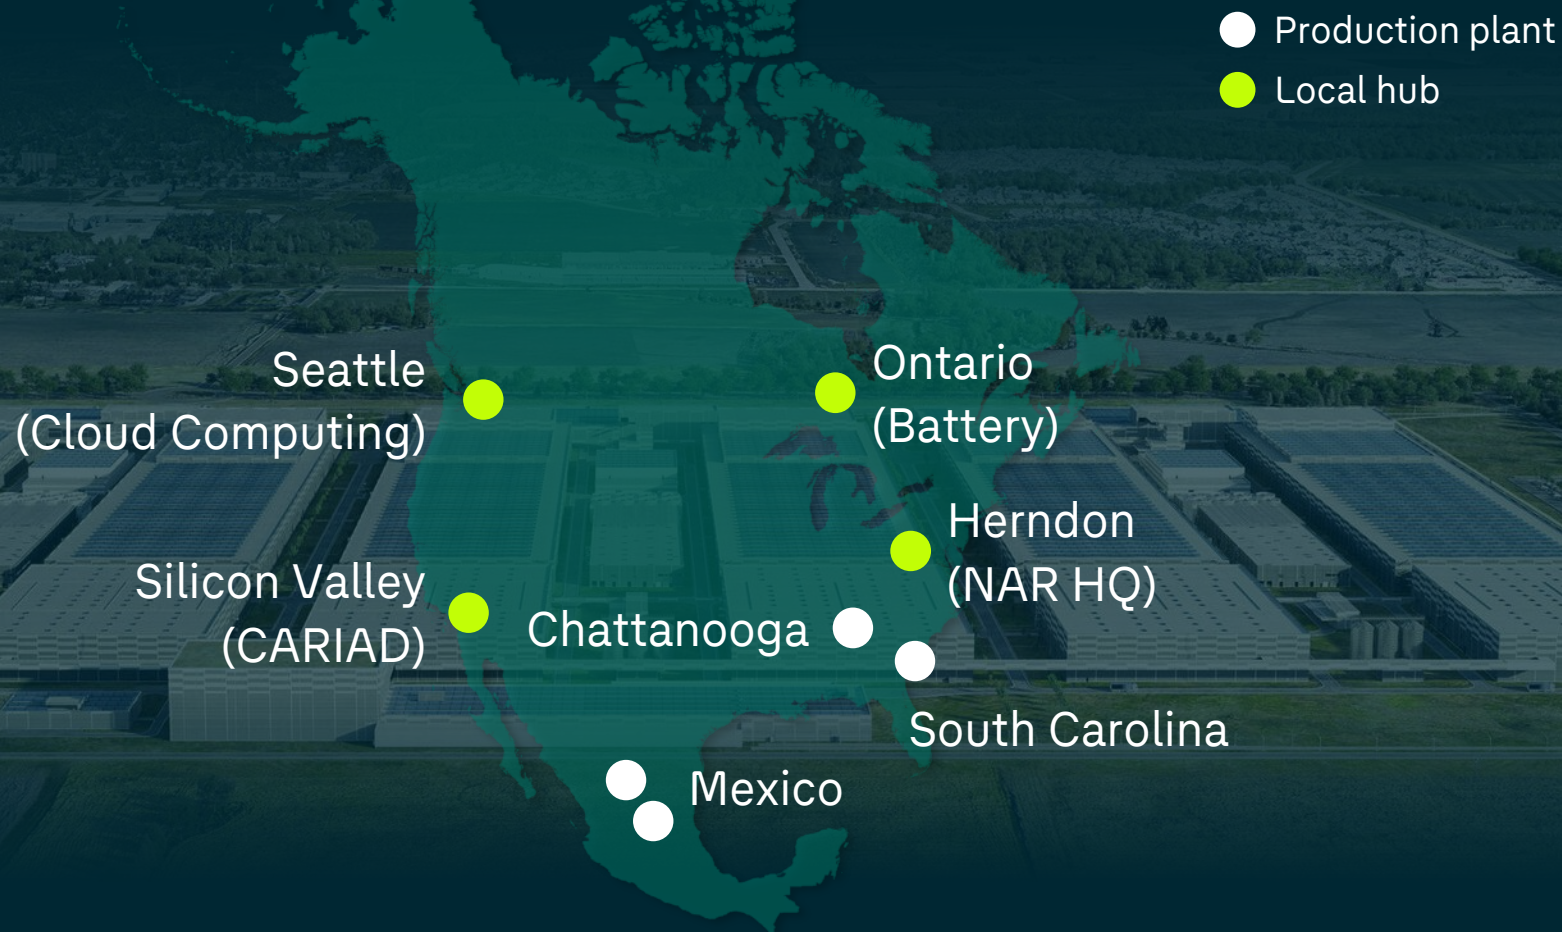 Production plant
Local hub
Seattle
(Cloud Computing)
Ontario
(Battery)
Herndon
(NAR HQ)
Silicon Valley
(CARIAD)
Chattanooga
South Carolina
Mexico